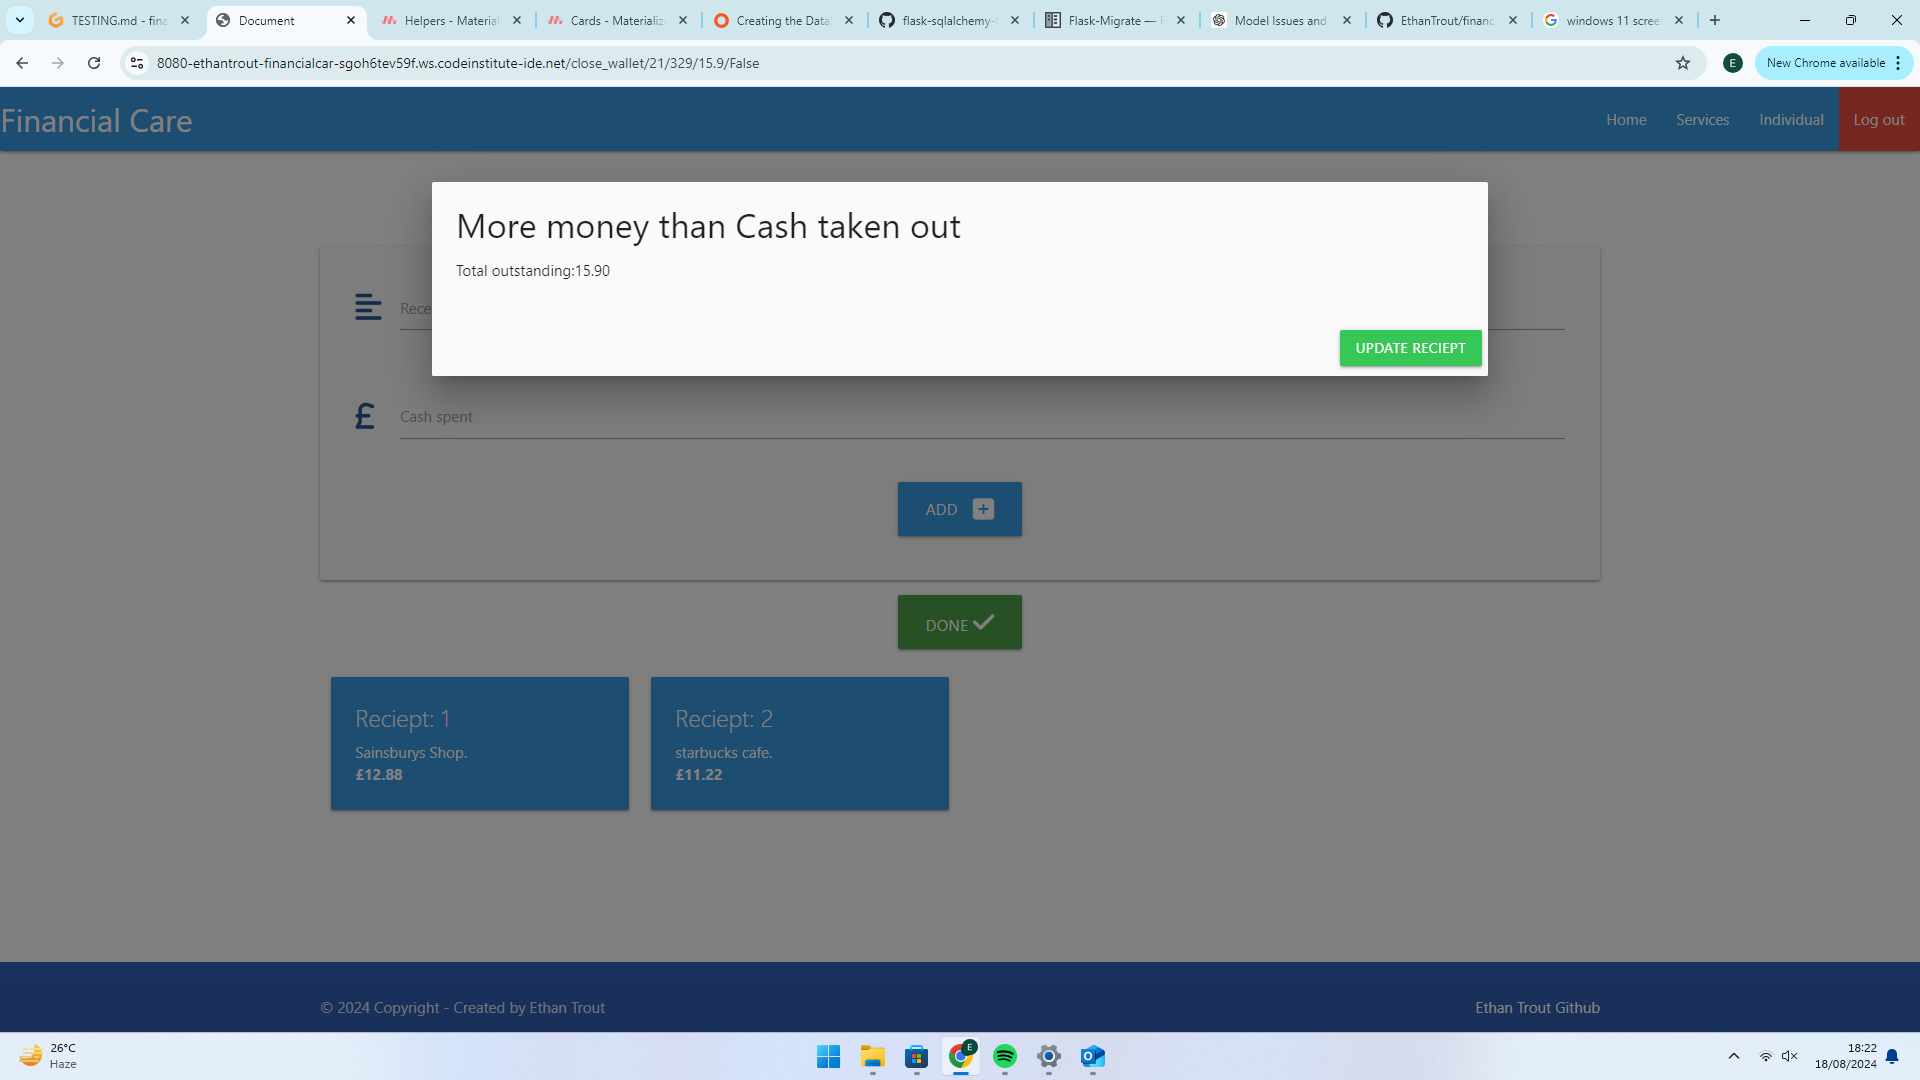 TESTING.md - fina
Document
Helpers - Material
Cards - Materializ
Creating the Data
flask-sqlalchemy-
Flask-Migrate —
Model Issues and
EthanTrout/financ
windows 11 scree
8080-ethantrout-financialcar-sgoh6tev59f.ws.codeinstitute-ide.net/close_wallet/21/329/15.9/False
E
New Chrome available
Financial Care
Home
Services
Individual
Log out
More money than Cash taken out
Total outstanding:15.90
UPDATE RECIEPT
Rece
£
Cash spent
ADD
DONE
Reciept: 1
Sainsburys Shop.
£12.88
Reciept: 2
starbucks cafe.
£11.22
© 2024 Copyright - Created by Ethan Trout
Ethan Trout Github
26°C
Haze
E
18:22
18/08/2024